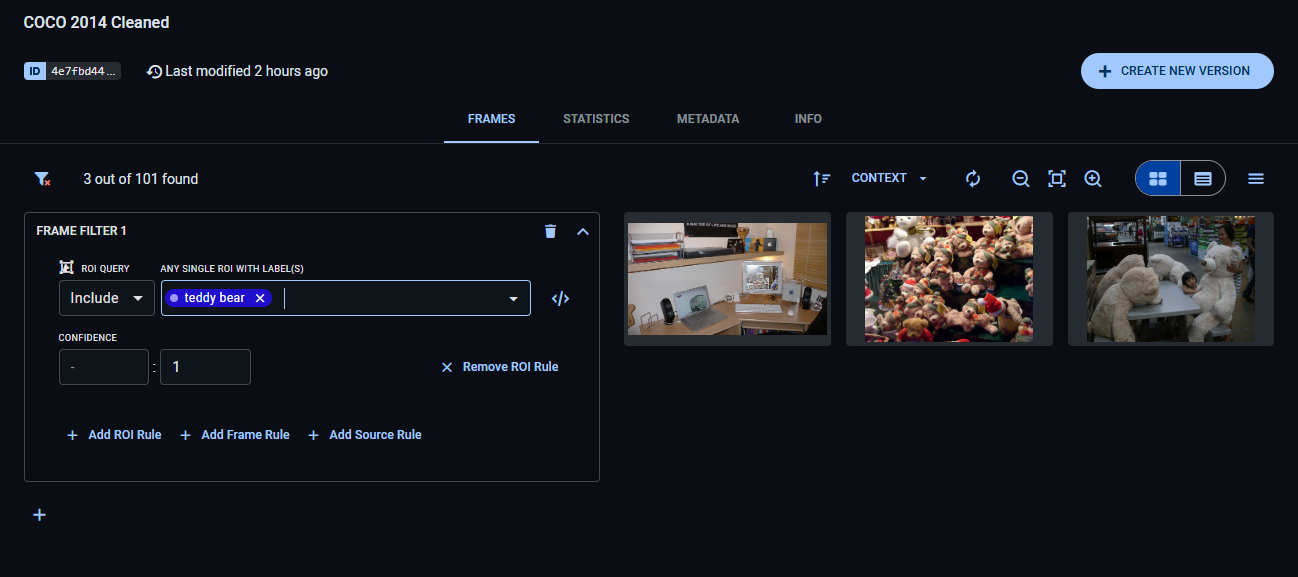 COCO 2014 Cleaned
ID 4e7fbd44...
Last modified 2 hours ago
CREATE NEW VERSION
FRAMES
STATISTICS
METADATA
INFO
3 out of 101 found
CONTEXT
FRAME FILTER 1
ROI QUERY
ANY SINGLE ROI WITH LABEL(S)
Include
teddy bear
CONFIDENCE
-
:
1
Remove ROI Rule
Add ROI Rule
Add Frame Rule
Add Source Rule